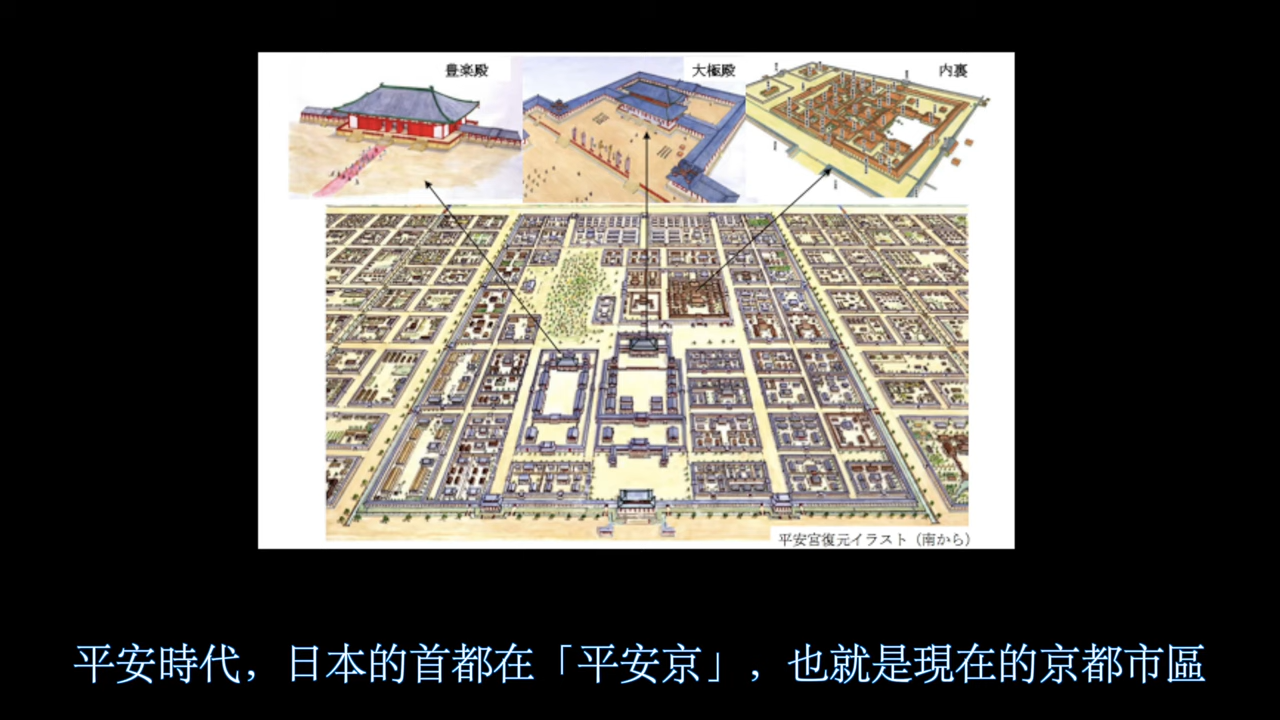 豊楽殿
大極殿
内裏
平安宮復元イラスト（南から）
平安時代，日本的首都在「平安京」，也就是現在的京都市區